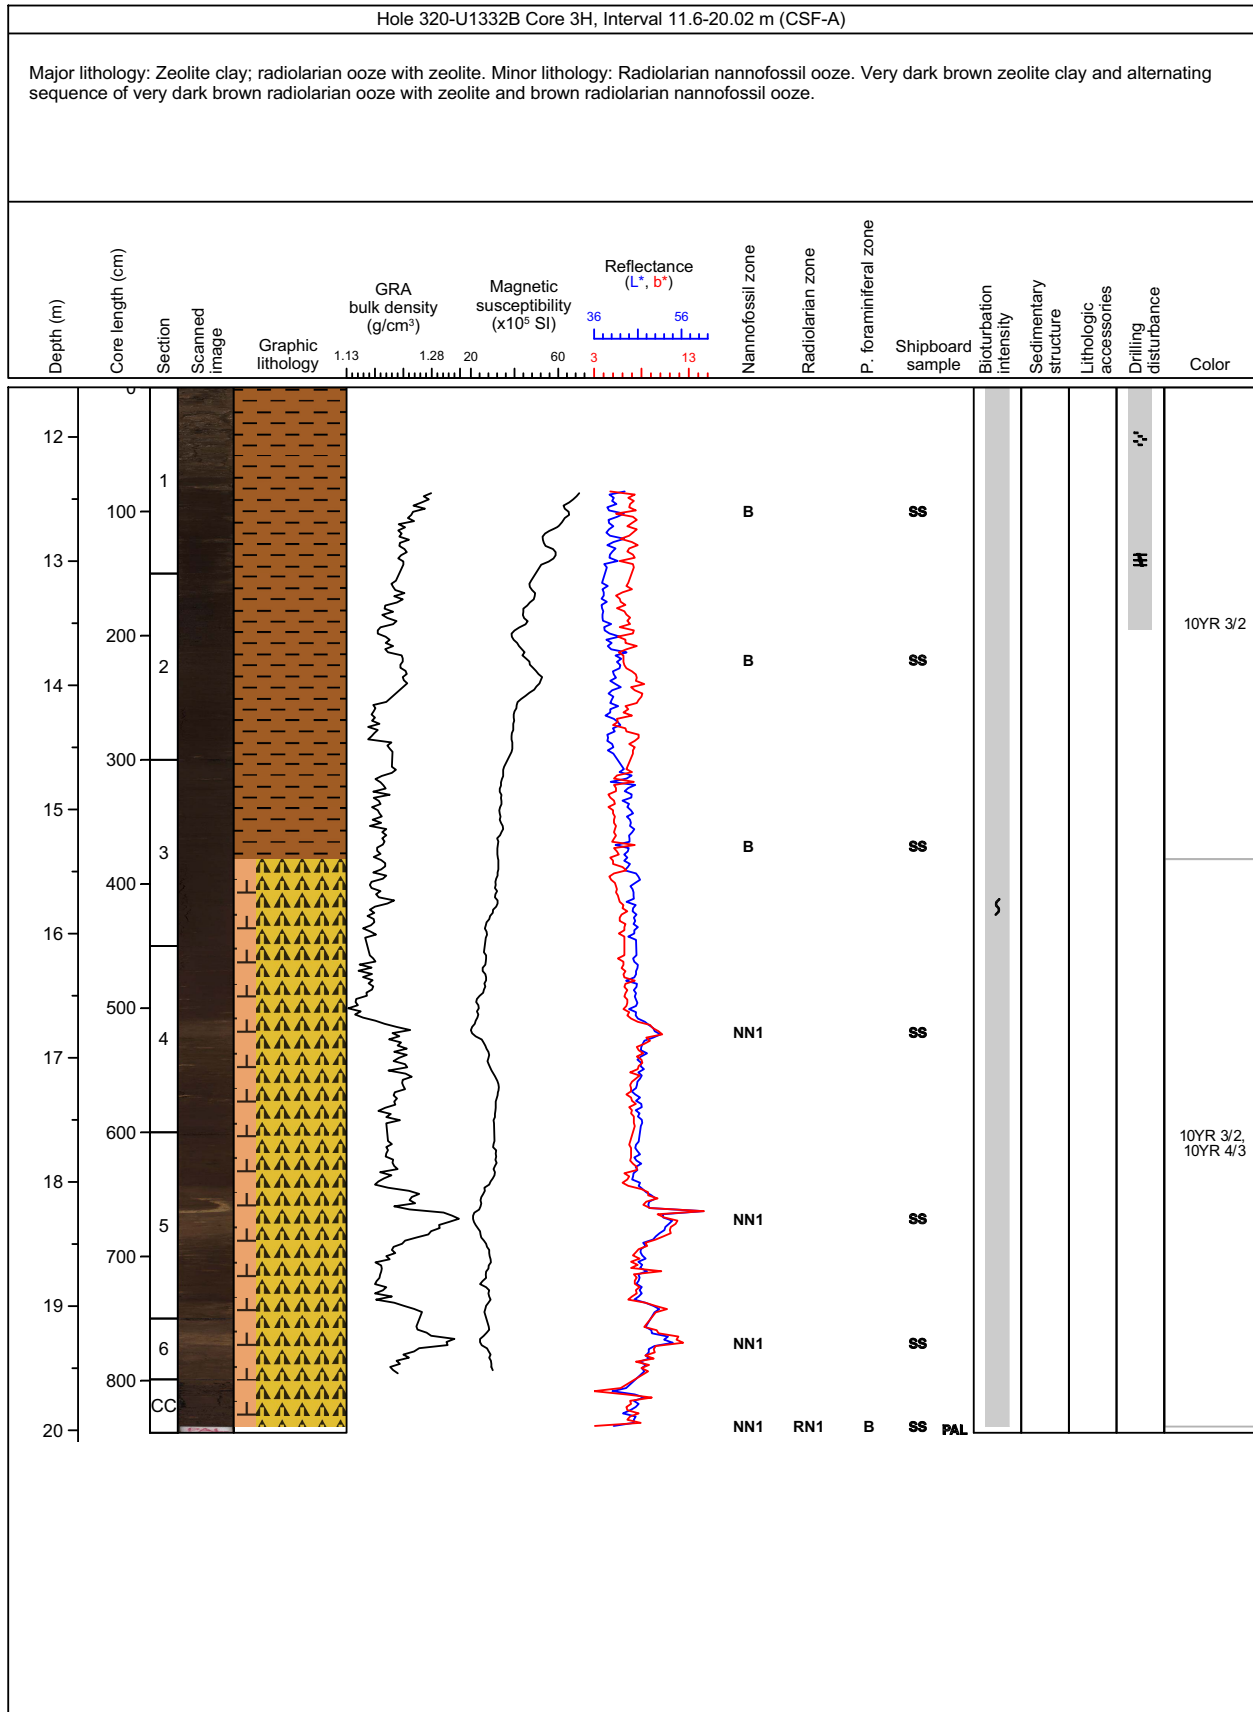 Hole 320-U1332B Core 3H, Interval 11.6-20.02 m (CSF-A)
Major lithology: Zeolite clay; radiolarian ooze with zeolite. Minor lithology: Radiolarian nannofossil ooze. Very dark brown zeolite clay and alternating
sequence of very dark brown radiolarian ooze with zeolite and brown radiolarian nannofossil ooze.
Depth (m)
Core length (cm)
Section
Scanned
image
Graphic
lithology
GRA
bulk density
(g/cm³)
1.13 1.28
Magnetic
susceptibility
(x10⁵ SI)
20 60
Reflectance
(L*, b*)
36 56
3 13
Nannofossil zone
Radiolarian zone
P. foraminiferal zone
Shipboard
sample
Bioturbation
intensity
Sedimentary
structure
Lithologic
accessories
Drilling
disturbance
Color
0
12
1
100 B SS
13
200 10YR 3/2
2 B SS
14
300
15
3 B SS
400
16
500
4 NN1 SS
17
600 10YR 3/2,
10YR 4/3
18
5 NN1 SS
700
19
6 NN1 SS
800
CC
20 NN1 RN1 B SS PAL